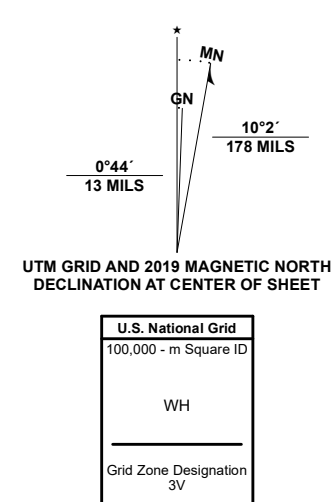 ★
MN
GN
10°2´
178 MILS
0°44´
13 MILS
UTM GRID AND 2019 MAGNETIC NORTH
DECLINATION AT CENTER OF SHEET
U.S. National Grid
100,000 - m Square ID
WH
Grid Zone Designation
3V